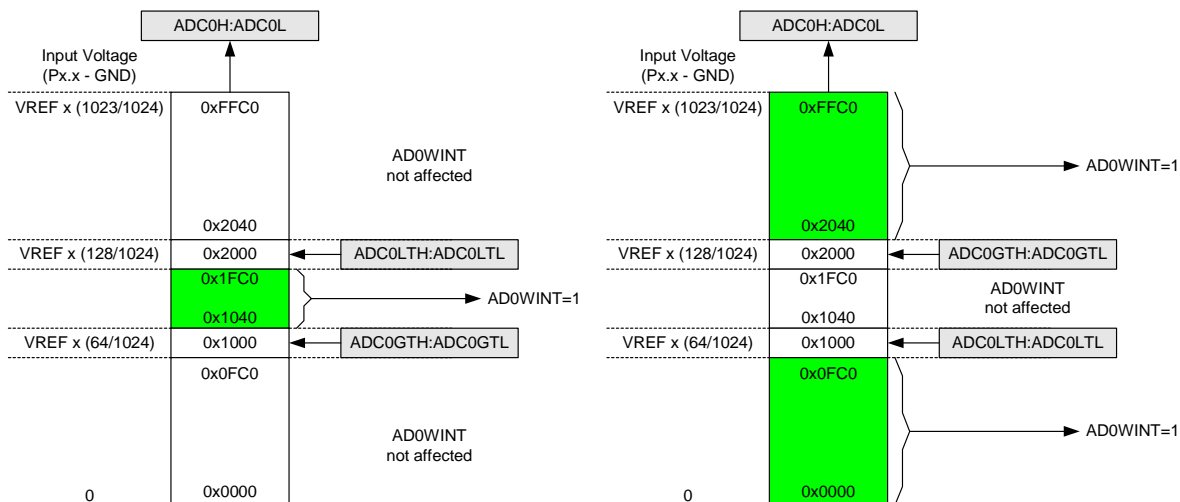 ADC0H:ADC0L
Input Voltage
(Px.x - GND)
VREF x (1023/1024)
0xFFC0
AD0WINT
not affected
0x2040
VREF x (128/1024)
0x2000
ADC0LTH:ADC0LTL
0x1FC0
AD0WINT=1
0x1040
VREF x (64/1024)
0x1000
ADC0GTH:ADC0GTL
0x0FC0
AD0WINT
not affected
0
0x0000
ADC0H:ADC0L
Input Voltage
(Px.x - GND)
VREF x (1023/1024)
0xFFC0
AD0WINT=1
0x2040
VREF x (128/1024)
0x2000
ADC0GTH:ADC0GTL
0x1FC0
AD0WINT
not affected
0x1040
VREF x (64/1024)
0x1000
ADC0LTH:ADC0LTL
0x0FC0
AD0WINT=1
0
0x0000